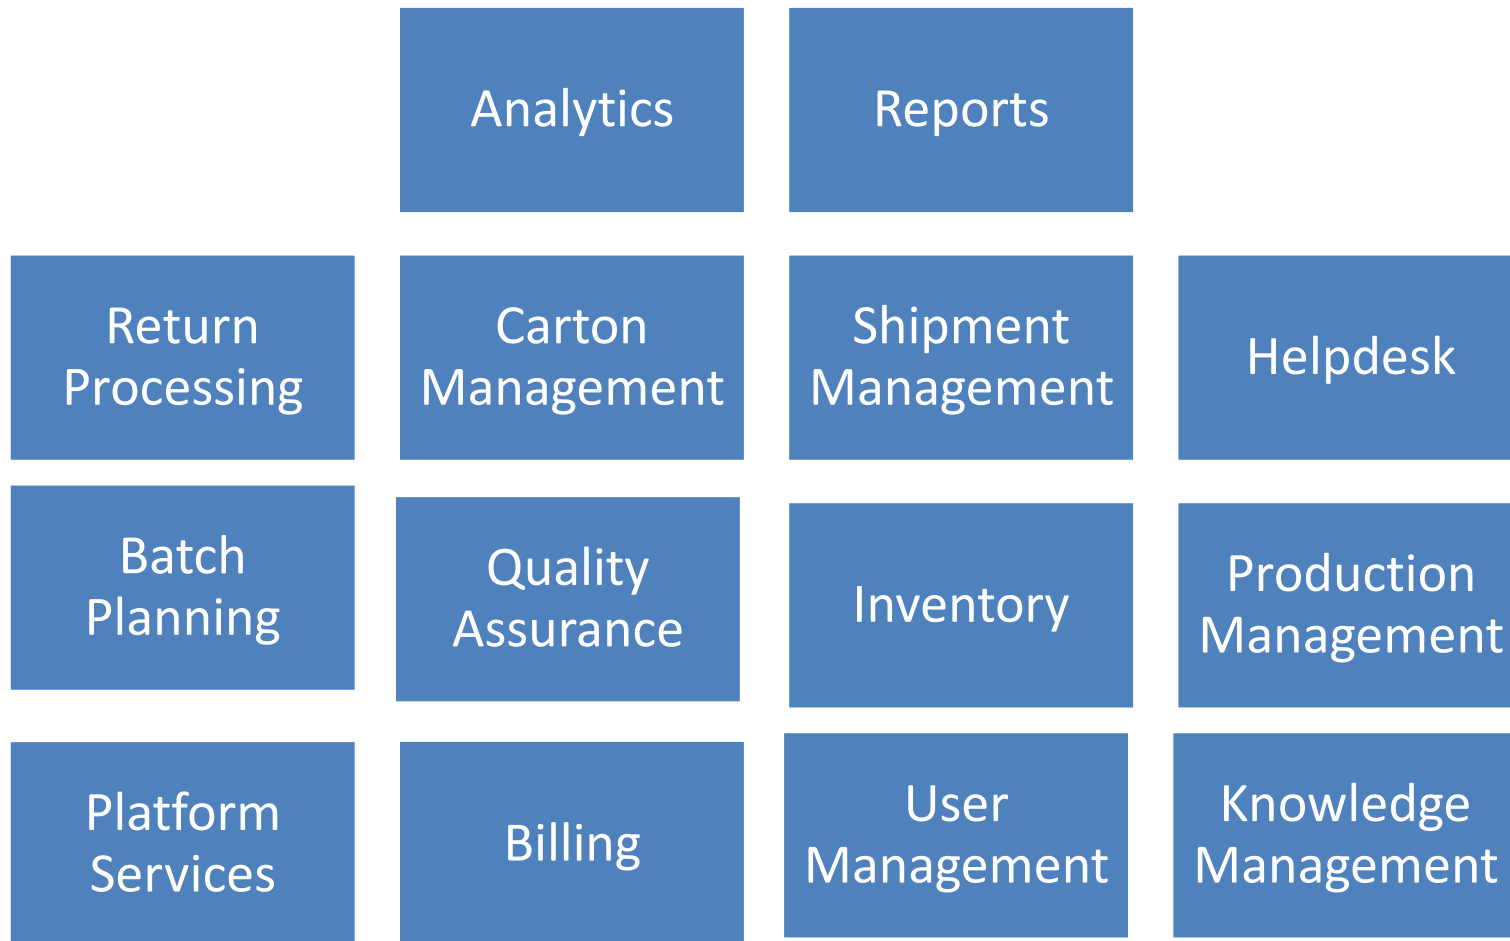 Analytics
Reports
Return
Processing
Carton
Management
Shipment
Management
Helpdesk
Batch
Planning
Quality
Assurance
Inventory
Production
Management
Platform
Services
Billing
User
Management
Knowledge
Management